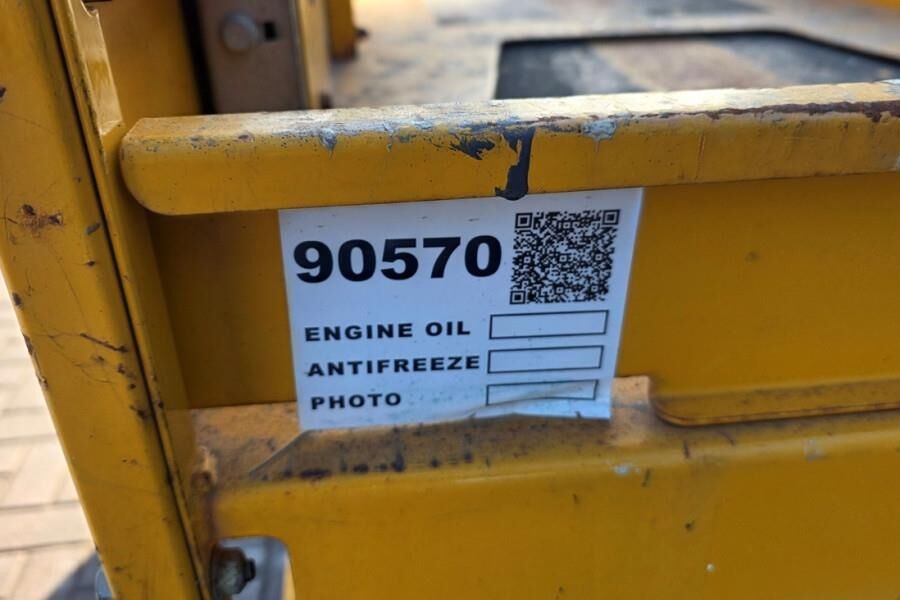 90570
ENGINE OIL
ANTIFREEZE
PHOTO